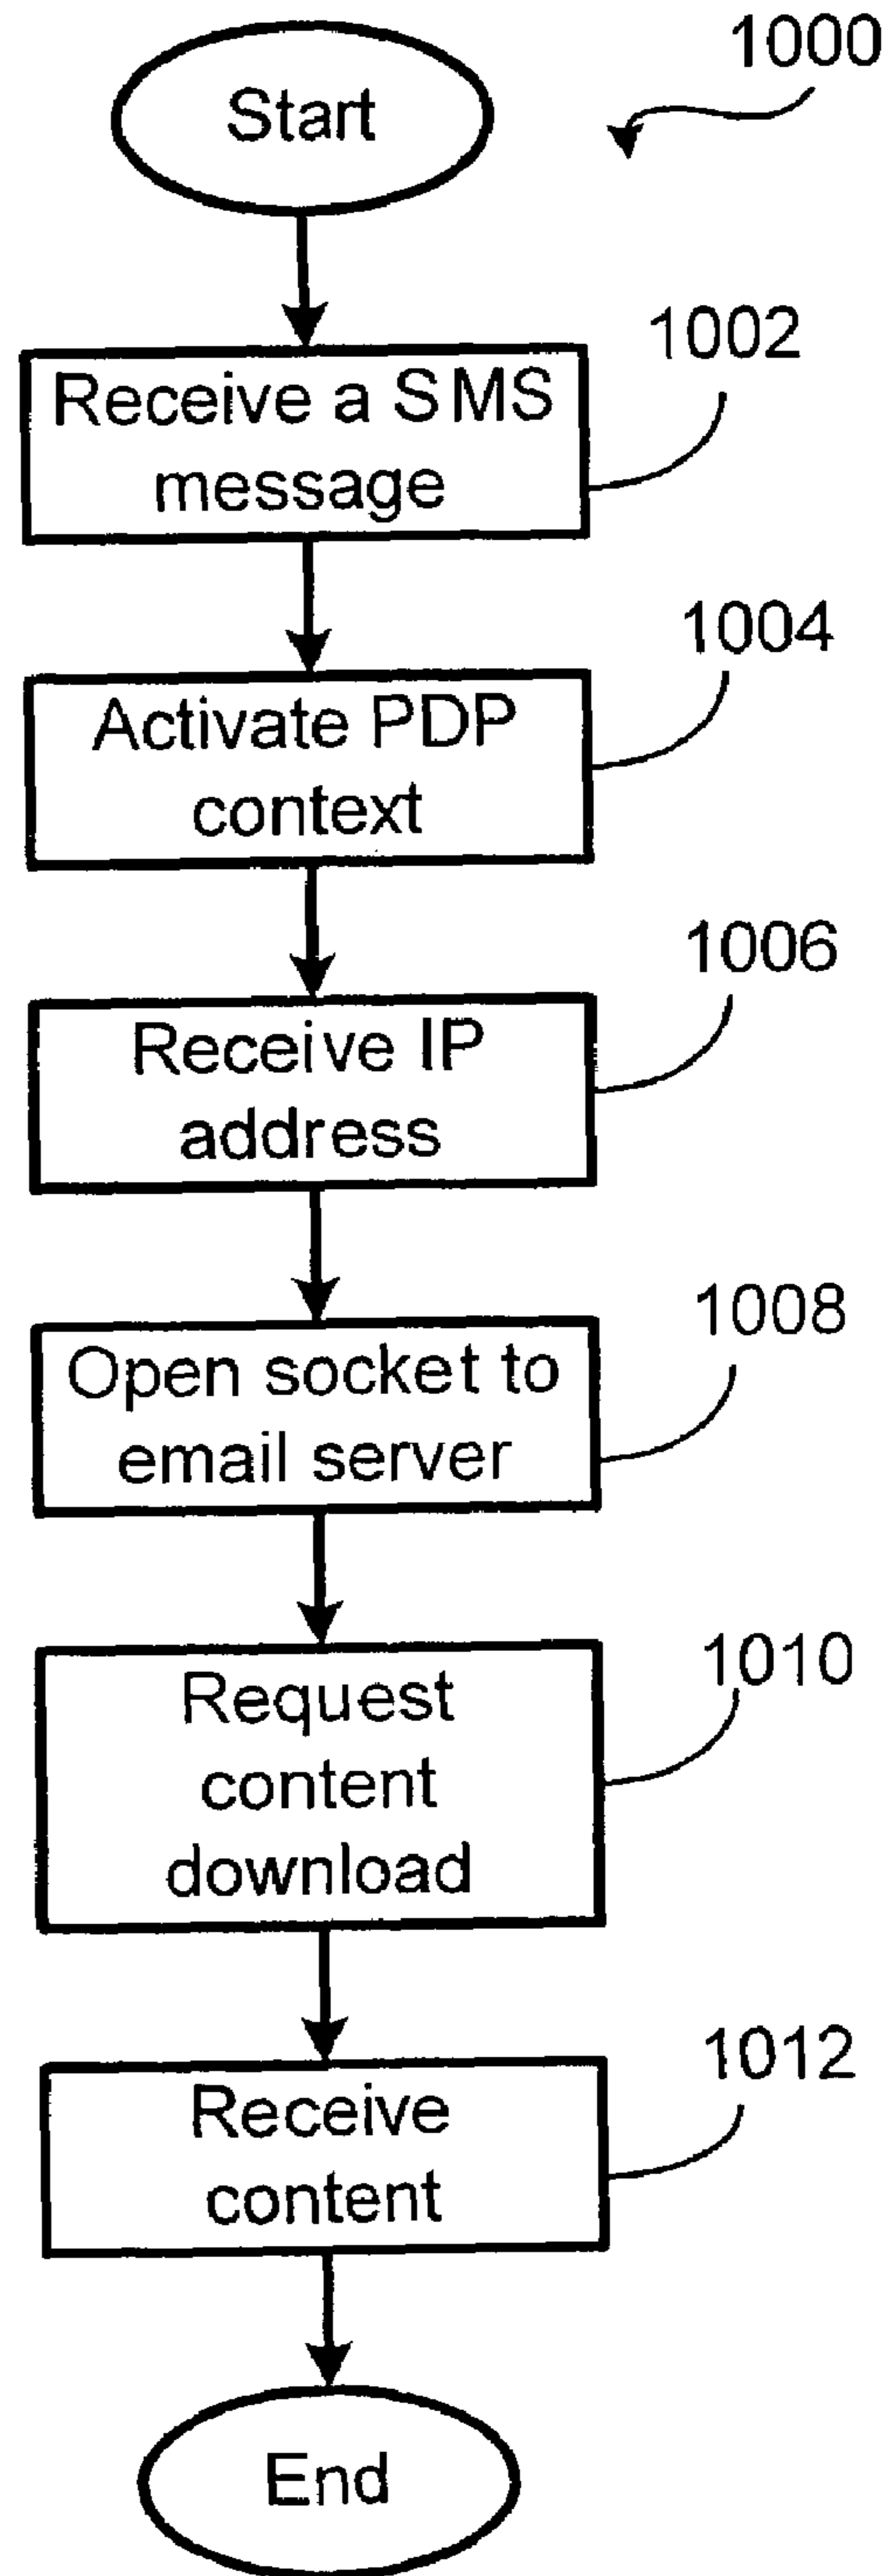 1000
Start
1002
Receive a SMS
message
1004
Activate PDP
context
1006
Receive IP
address
1008
Open socket to
email server
1010
Request
content
download
1012
Receive
content
End